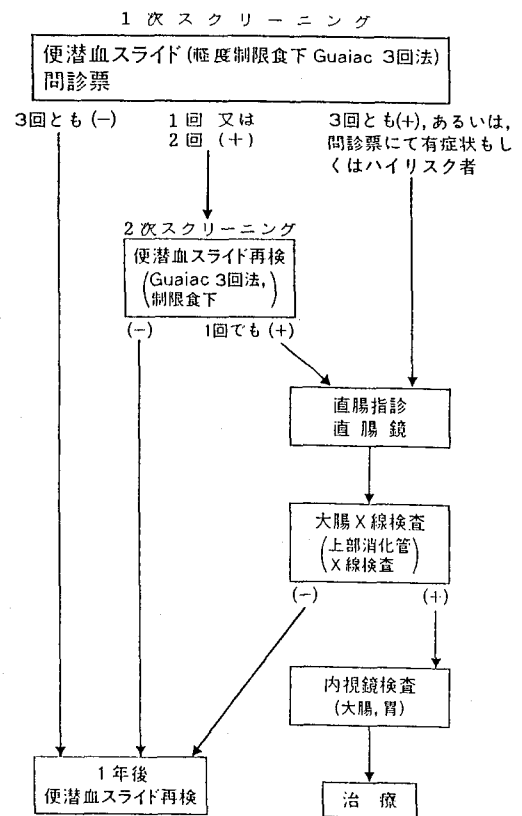 1 次スクリーニング
便潜血スライド (軽度制限食下 Guaiac 3回法)
問診票
3回とも (−)
1回 又は
2回 (+)
3回とも(+), あるいは,
問診票にて有症状もし
くはハイリスク者
2次スクリーニング
便潜血スライド再検
(Guaiac 3回法,
制限食下)
(−)
1回でも (+)
直腸指診
直腸鏡
大腸X線検査
(上部消化管
X線検査)
(−)
(+)
内視鏡検査
(大腸, 胃)
1年後
便潜血スライド再検
治療